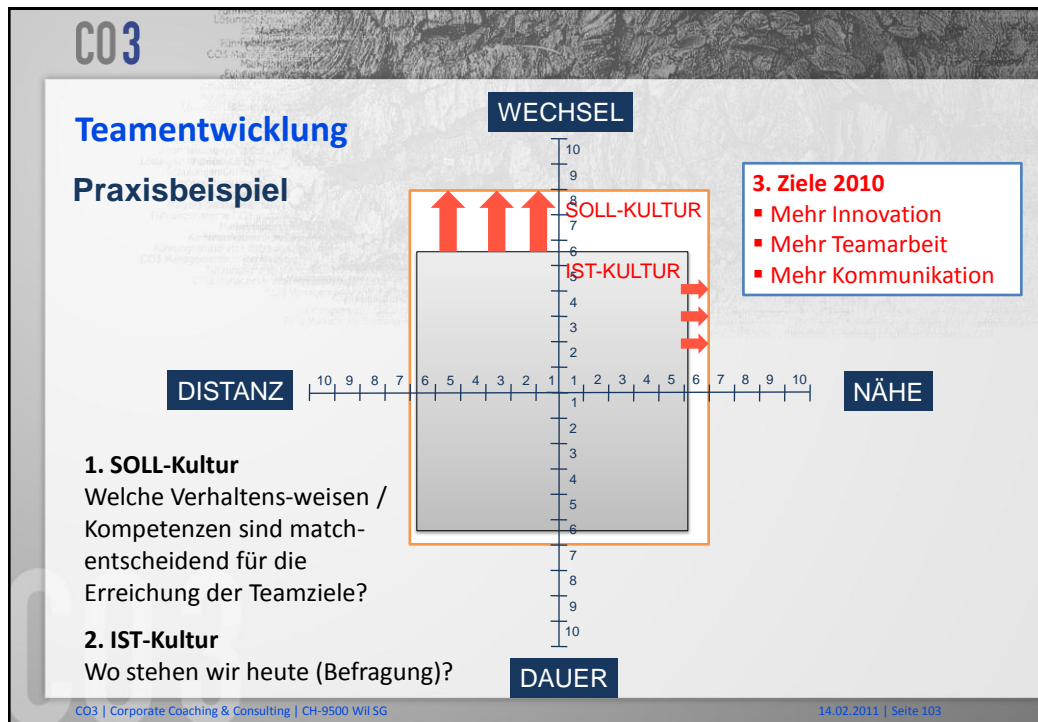 CO3
Teamentwicklung
Praxisbeispiel
WECHSEL
10
9
8
7
6
5
4
3
2
1
SOLL-KULTUR
IST-KULTUR
3. Ziele 2010
▪ Mehr Innovation
▪ Mehr Teamarbeit
▪ Mehr Kommunikation
DISTANZ
10 9 8 7 6 5 3 2 1
1 2 3 4 5 6 7 8 9 10
NÄHE
1
2
3
4
5
6
7
8
9
10
DAUER
1. SOLL-Kultur
Welche Verhaltens-weisen /
Kompetenzen sind match-
entscheidend für die
Erreichung der Teamziele?
2. IST-Kultur
Wo stehen wir heute (Befragung)?
CO3
CO3 | Corporate Coaching & Consulting | CH-9500 Wil SG
14.02.2011 | Seite 103